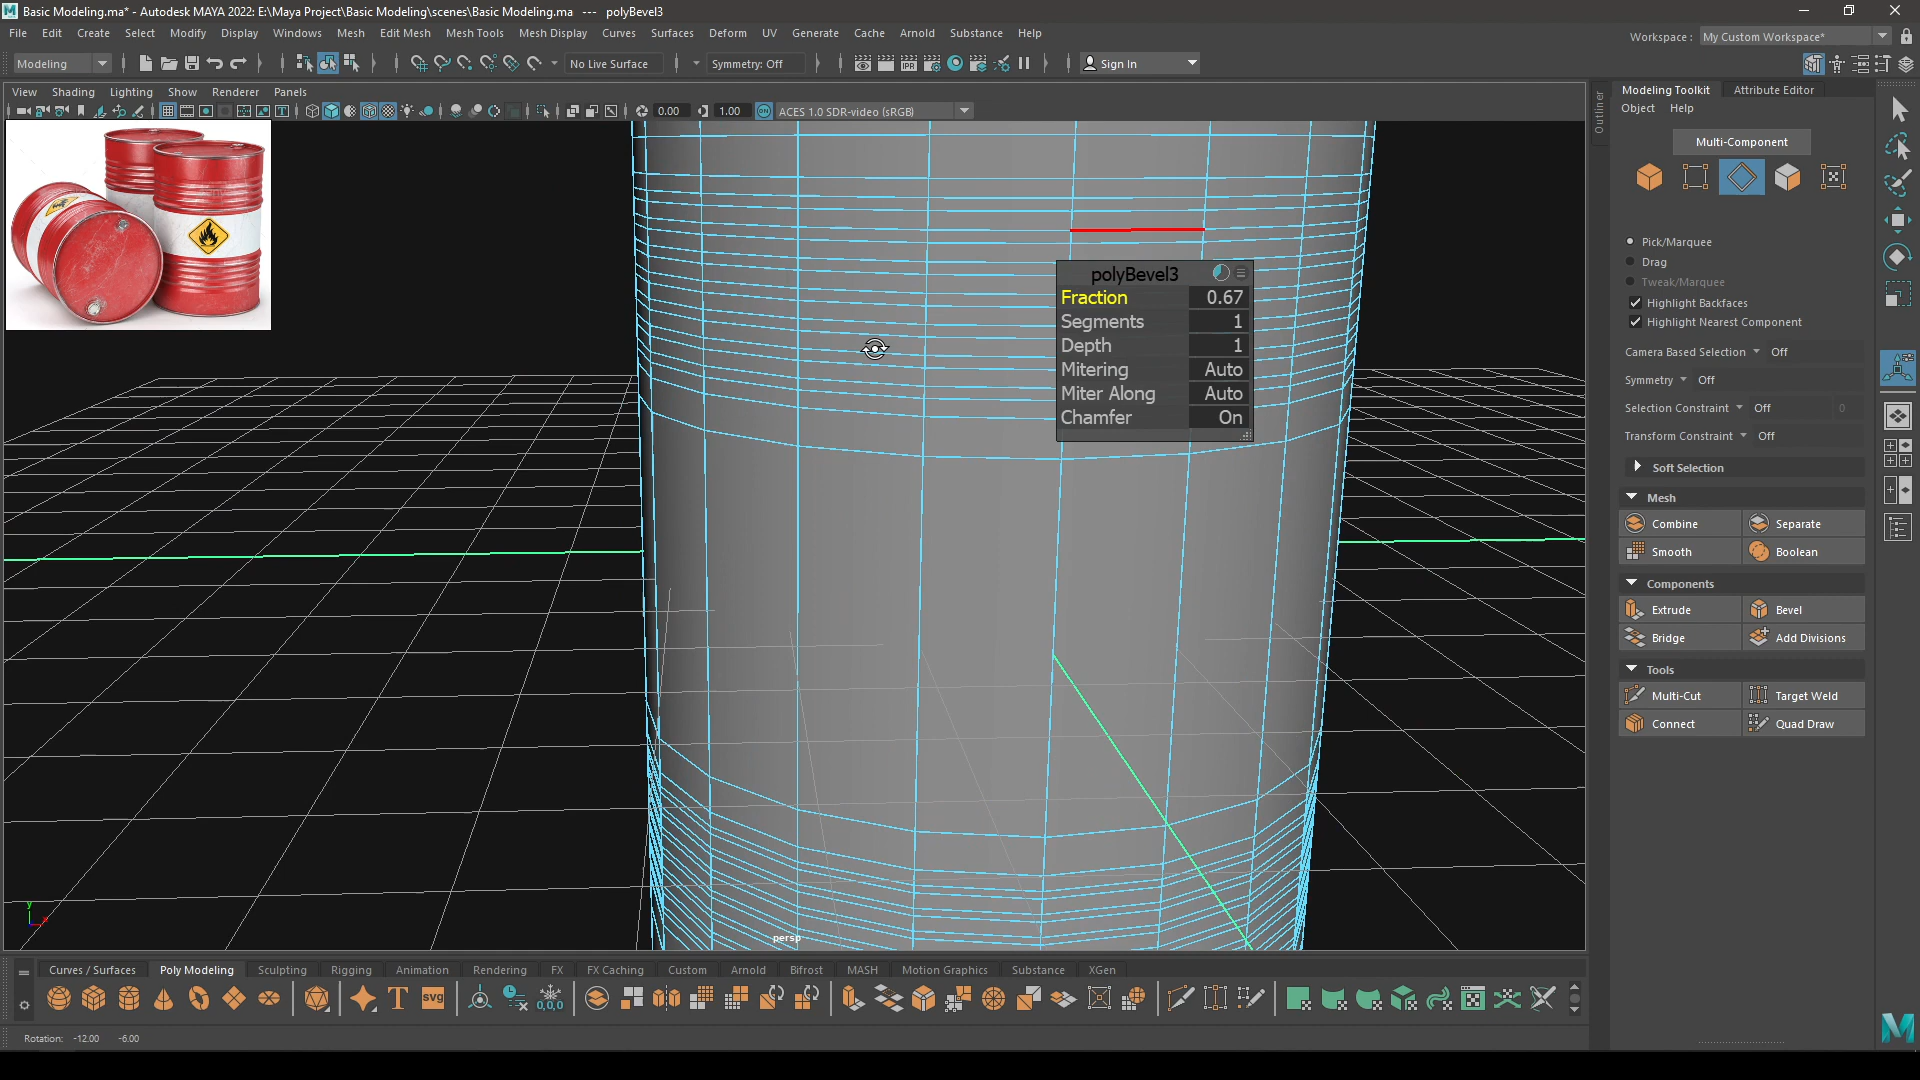 Basic Modeling.ma* - Autodesk MAYA 2022: E:\Maya Project\Basic Modeling\scenes\Basic Modeling.ma --- polyBevel3
File Edit Create Select Modify Display Windows Mesh Edit Mesh Mesh Tools Mesh Display Curves Surfaces Deform UV Generate Cache Arnold Substance Help
Workspace : My Custom Workspace*
Modeling No Live Surface Symmetry: Off IPR Sign In
View Shading Lighting Show Renderer Panels
0.00 1.00 ON ACES 1.0 SDR-video (sRGB)
Outliner
Modeling Toolkit Attribute Editor
Object Help
Multi-Component
Pick/Marquee
Drag
Tweak/Marquee
Highlight Backfaces
Highlight Nearest Component
Camera Based Selection Off
Symmetry Off
Selection Constraint Off 0
Transform Constraint Off
Soft Selection
Mesh
Combine Separate
Smooth Boolean
Components
Extrude Bevel
Bridge Add Divisions
Tools
Multi-Cut Target Weld
Connect Quad Draw
polyBevel3
Fraction 0.67
Segments 1
Depth 1
Mitering Auto
Miter Along Auto
Chamfer On
y
x
persp
Curves / Surfaces Poly Modeling Sculpting Rigging Animation Rendering FX FX Caching Custom Arnold Bifrost MASH Motion Graphics Substance XGen
T SVG 0,0,0
Rotation: -12.00 -6.00
M